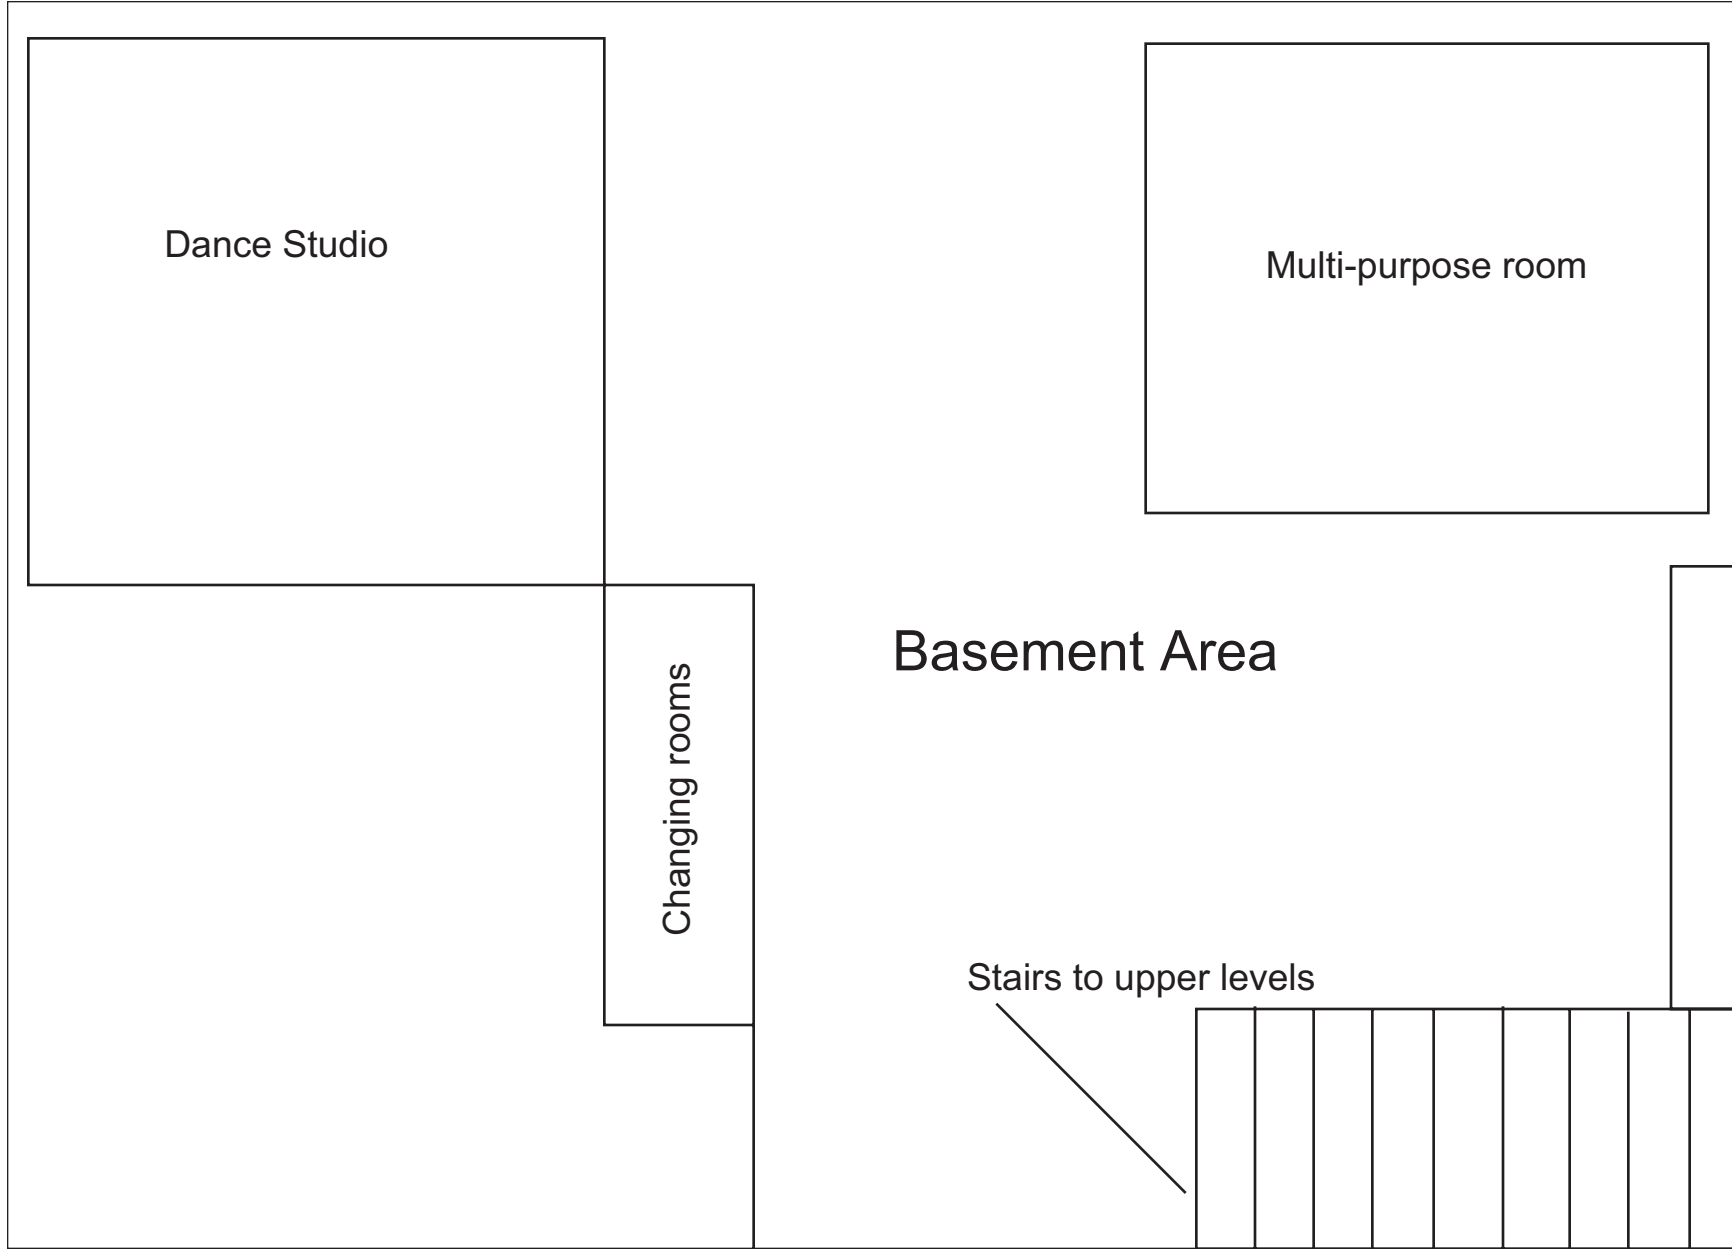 Dance Studio
Multi-purpose room
Basement Area
Changing rooms
Stairs to upper levels